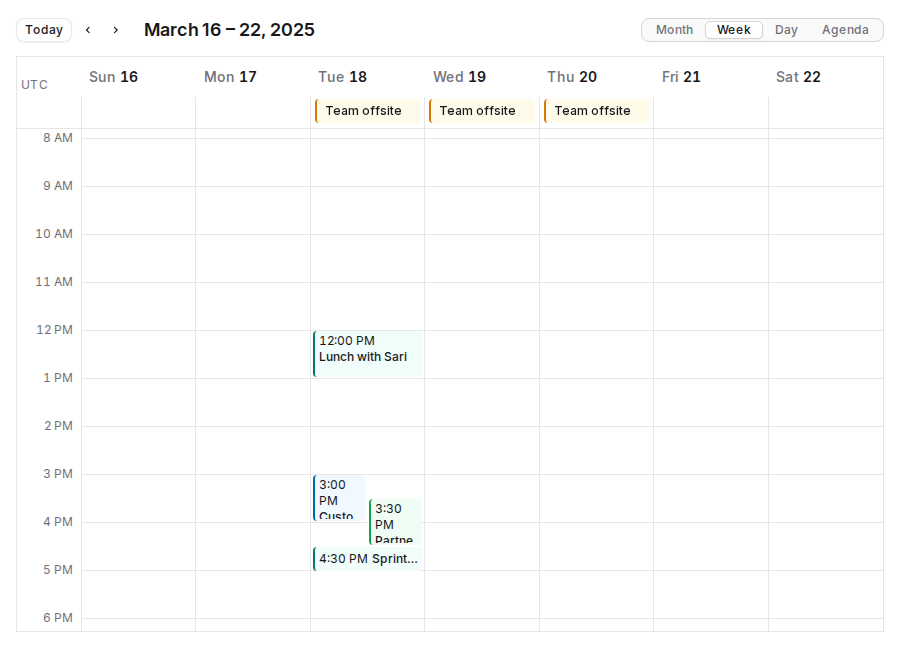 Today
March 16 – 22, 2025
Month Week Day Agenda
UTC
Sun 16
Mon 17
Tue 18
Wed 19
Thu 20
Fri 21
Sat 22
Team offsite
Team offsite
Team offsite
8 AM
9 AM
10 AM
11 AM
12 PM
12:00 PM
Lunch with Sari
1 PM
2 PM
3 PM
3:00
PM
Custo
3:30
PM
Partne
4 PM
4:30 PM Sprint...
5 PM
6 PM